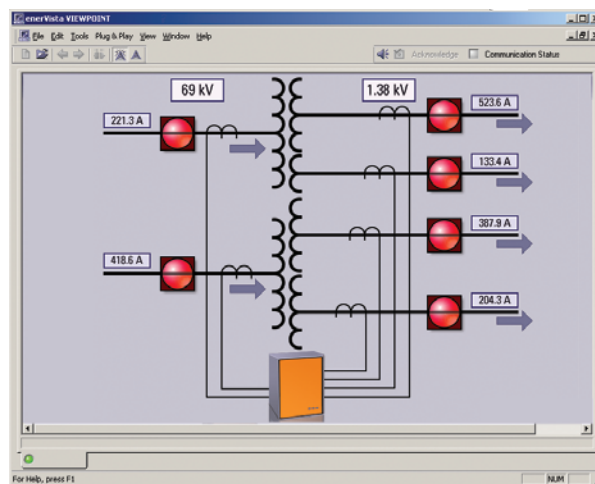 enerVista VIEWPOINT
File Edit Tools Plug & Play View Window Help
Acknowledge Communication Status
69 kV 1.38 kV
221.3 A 523.6 A
133.4 A
387.9 A
418.6 A
204.3 A
For Help, press F1 NUM